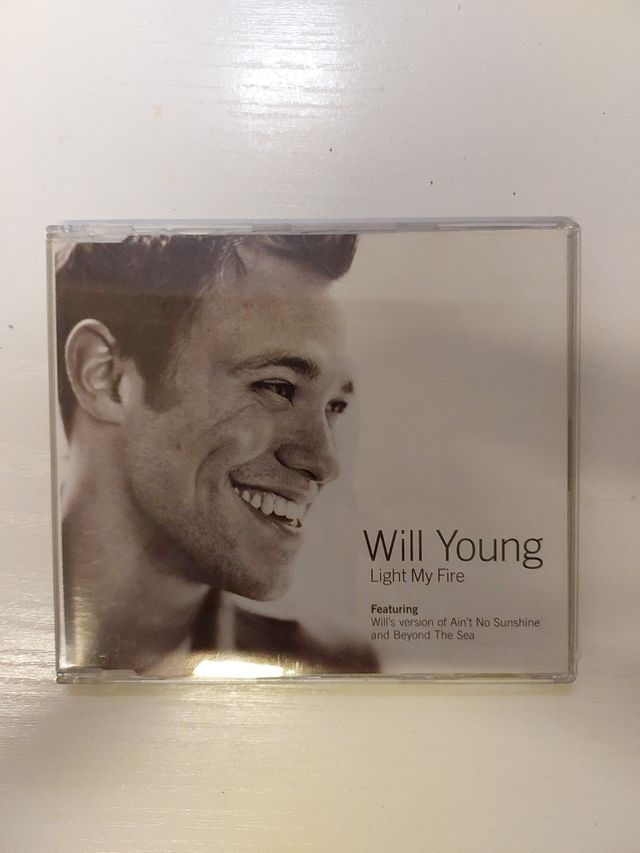 Will Young
Light My Fire
Featuring
Will's version of Ain't No Sunshine
and Beyond The Sea